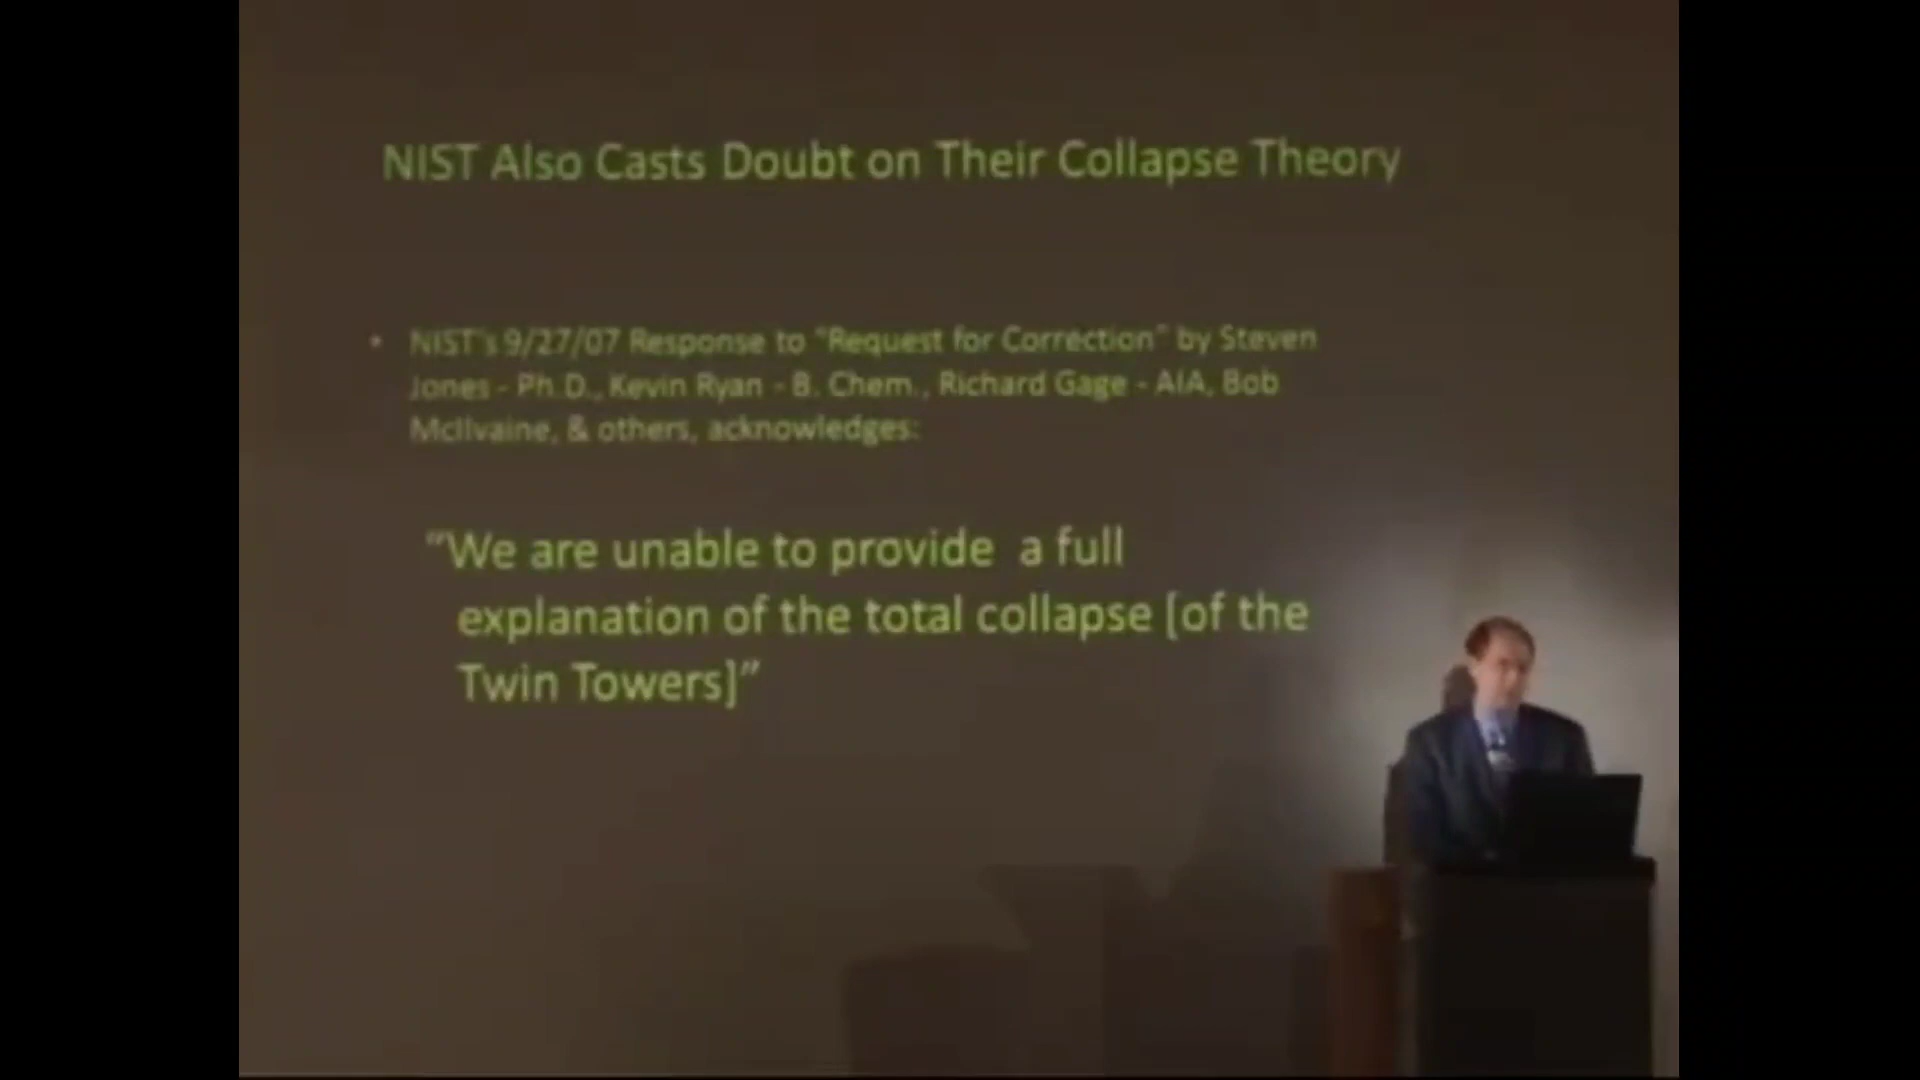 NIST Also Casts Doubt on Their Collapse Theory
• NIST's 9/27/07 Response to "Request for Correction" by Steven
Jones - Ph.D., Kevin Ryan - B. Chem., Richard Gage - AIA, Bob
McIlvaine, & others, acknowledges:
"We are unable to provide a full
explanation of the total collapse [of the
Twin Towers]"